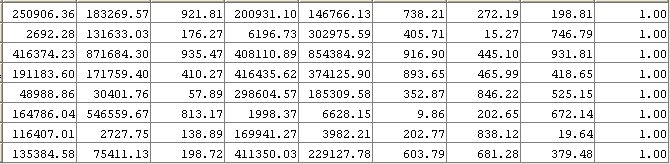 250906.36 183269.57 921.81 200931.10 146766.13 738.21 272.19 198.81 1.00
2692.28 131633.03 176.27 6196.73 302975.59 405.71 15.27 746.79 1.00
416374.23 871684.30 935.47 408110.89 854384.92 916.90 445.10 931.81 1.00
191183.60 171759.40 410.27 416435.62 374125.90 893.65 465.99 418.65 1.00
48988.86 30401.76 57.89 298604.57 185309.58 352.87 846.22 525.15 1.00
164786.04 546559.67 813.17 1998.37 6628.15 9.86 202.65 672.14 1.00
116407.01 2727.75 138.89 169941.27 3982.21 202.77 838.12 19.64 1.00
135384.58 75411.13 198.72 411350.03 229127.78 603.79 681.28 379.48 1.00